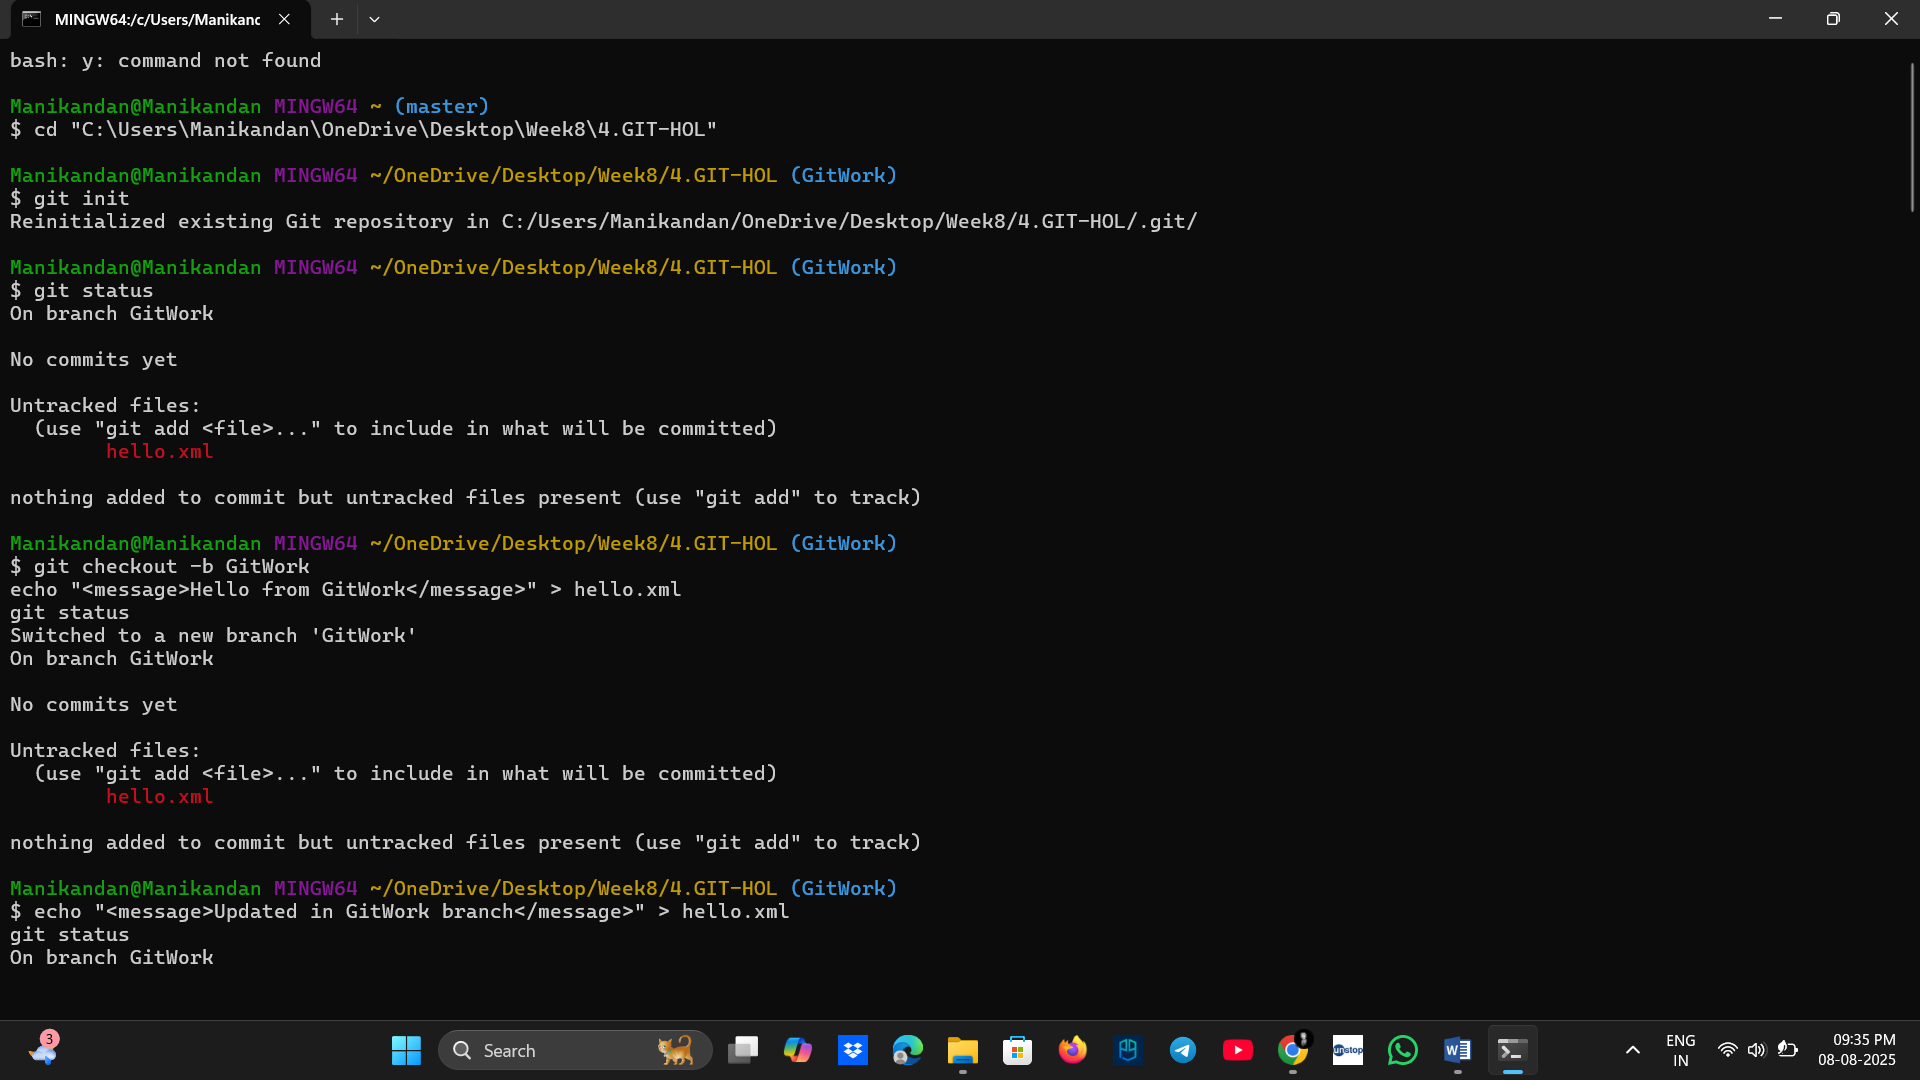 MINGW64:/c/Users/Manikanc
bash: y: command not found
Manikandan@Manikandan MINGW64 ~ (master)
$ cd "C:\Users\Manikandan\OneDrive\Desktop\Week8\4.GIT-HOL"
Manikandan@Manikandan MINGW64 ~/OneDrive/Desktop/Week8/4.GIT-HOL (GitWork)
$ git init
Reinitialized existing Git repository in C:/Users/Manikandan/OneDrive/Desktop/Week8/4.GIT-HOL/.git/
Manikandan@Manikandan MINGW64 ~/OneDrive/Desktop/Week8/4.GIT-HOL (GitWork)
$ git status
On branch GitWork
No commits yet
Untracked files:
  (use "git add <file>..." to include in what will be committed)
        hello.xml
nothing added to commit but untracked files present (use "git add" to track)
Manikandan@Manikandan MINGW64 ~/OneDrive/Desktop/Week8/4.GIT-HOL (GitWork)
$ git checkout -b GitWork
echo "<message>Hello from GitWork</message>" > hello.xml
git status
Switched to a new branch 'GitWork'
On branch GitWork
No commits yet
Untracked files:
  (use "git add <file>..." to include in what will be committed)
        hello.xml
nothing added to commit but untracked files present (use "git add" to track)
Manikandan@Manikandan MINGW64 ~/OneDrive/Desktop/Week8/4.GIT-HOL (GitWork)
$ echo "<message>Updated in GitWork branch</message>" > hello.xml
git status
On branch GitWork
3
Search
unstop
W
ENG
IN
09:35 PM
08-08-2025